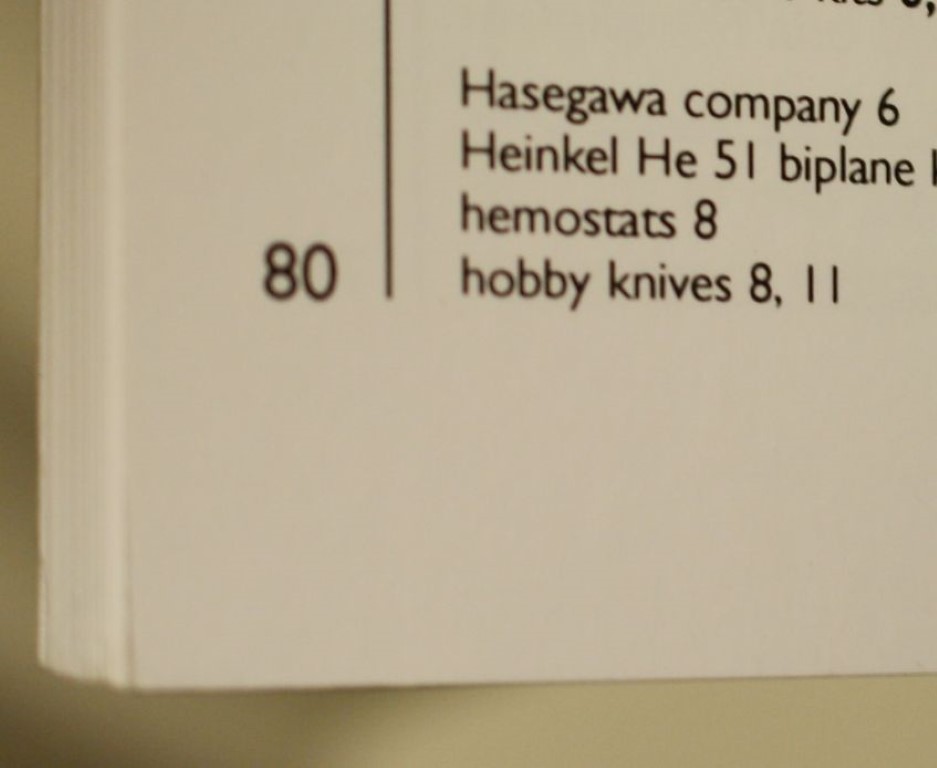 Hasegawa company 6
Heinkel He 51 biplane
hemostats 8
hobby knives 8, 11
80